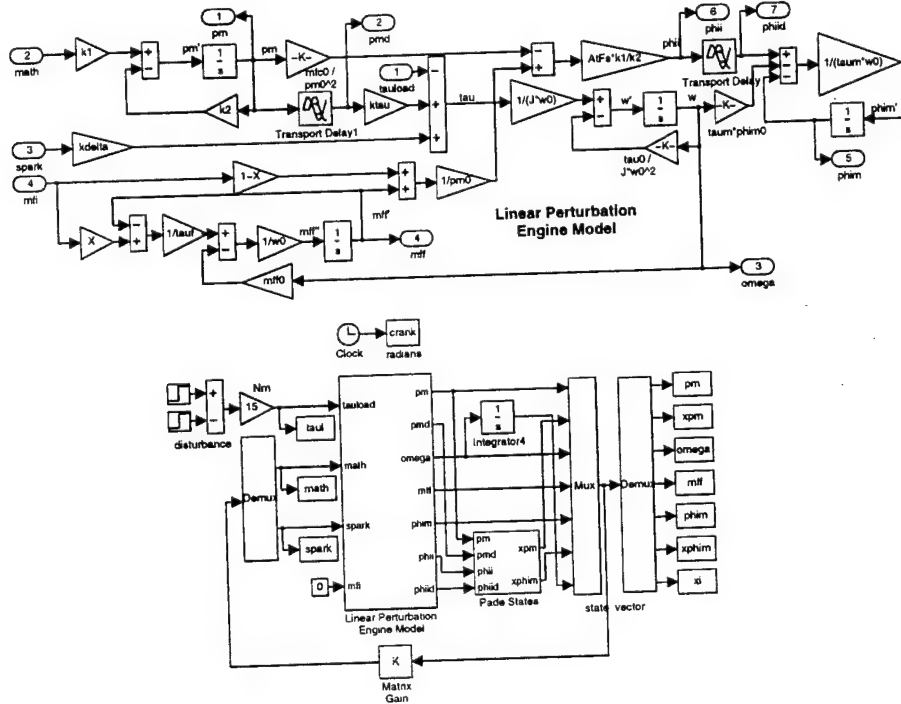 1
pm
2
pmd
6
phii
7
phiid
2
math
k1
+
-
pm'
1
s
pm
-K-
mfc0 /
pm0^2
1
tauload
k2
Transport Delay1
ktau
-
+
+
tau
-
+
AtFs*k1/k2
phii
Transport Delay
+
+
-
1/(taum*w0)
1/(J*w0)
+
-
w'
1
s
w
-K-
taum*phim0
1
s
phim'
5
phim
-K-
tau0 /
J*w0^2
3
spark
kdelta
4
mfi
1-X
+
+
1/pm0
X
-
+
1/tauf
+
-
1/w0
mff''
1
s
mff'
4
mff
mff0
Linear Perturbation
Engine Model
3
omega
Clock
crank
radians
+
-
disturbance
Nm
15
taul
Demux
math
spark
0
tauload
math
spark
mfi
pm
pmd
omega
mff
phim
phii
phiid
Linear Perturbation
Engine Model
1
s
Integrator4
pm
pmd
phii
phiid
xpm
xphim
Pade States
Mux
Demux
state vector
pm
xpm
omega
mff
phim
xphim
xi
K
Matrix
Gain